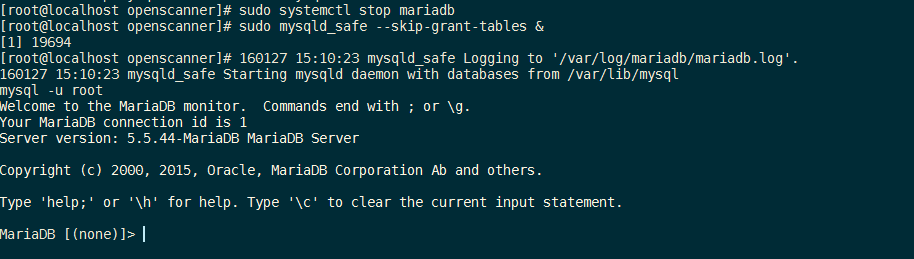 [root@localhost openscanner]# sudo systemctl stop mariadb
[root@localhost openscanner]# sudo mysqld_safe --skip-grant-tables &
[1] 19694
[root@localhost openscanner]# 160127 15:10:23 mysqld_safe Logging to '/var/log/mariadb/mariadb.log'.
160127 15:10:23 mysqld_safe Starting mysqld daemon with databases from /var/lib/mysql
mysql -u root
Welcome to the MariaDB monitor.  Commands end with ; or \g.
Your MariaDB connection id is 1
Server version: 5.5.44-MariaDB MariaDB Server
Copyright (c) 2000, 2015, Oracle, MariaDB Corporation Ab and others.
Type 'help;' or '\h' for help. Type '\c' to clear the current input statement.
MariaDB [(none)]>